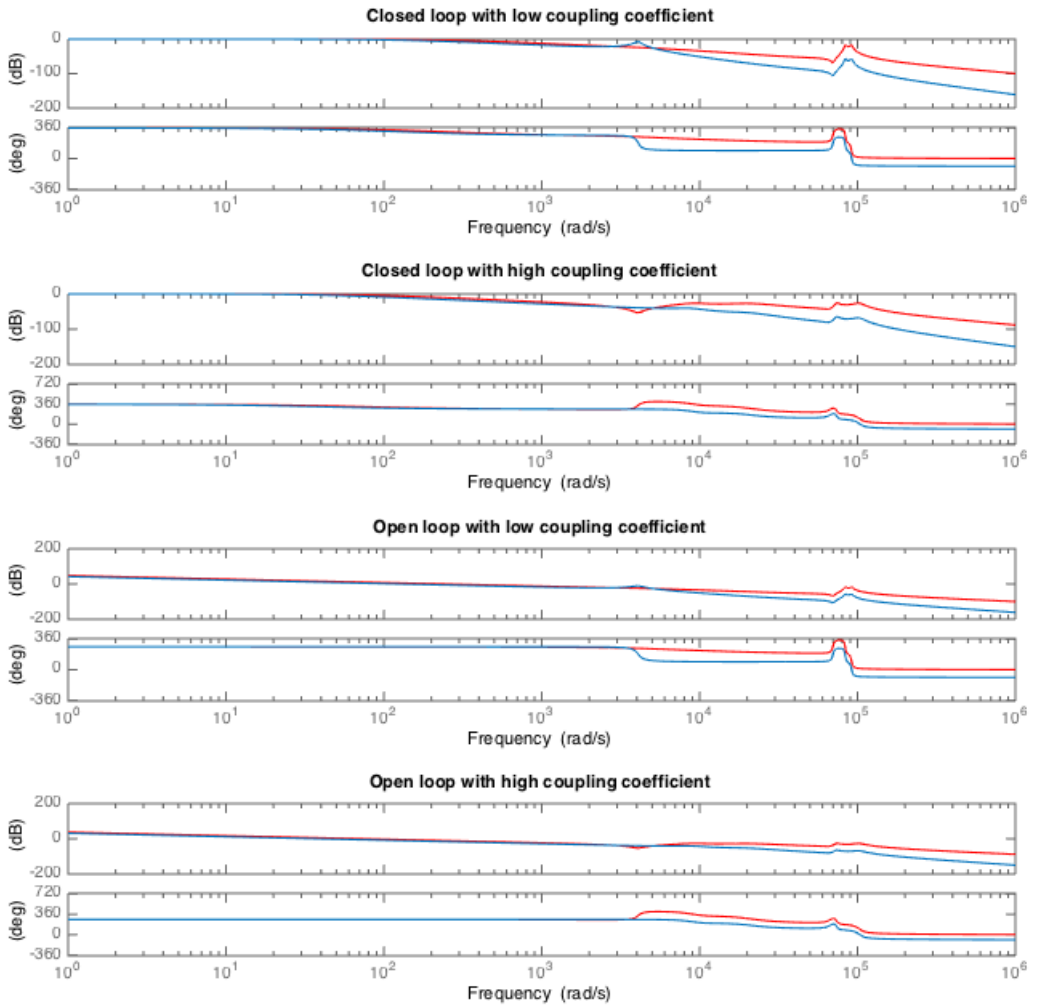 Closed loop with low coupling coefficient
0
-100
-200
(dB)
360
0
-360
(deg)
10^0 10^1 10^2 10^3 10^4 10^5 10^6
Frequency (rad/s)
Closed loop with high coupling coefficient
0
-100
-200
(dB)
720
360
0
-360
(deg)
10^0 10^1 10^2 10^3 10^4 10^5 10^6
Frequency (rad/s)
Open loop with low coupling coefficient
200
0
-200
(dB)
360
0
-360
(deg)
10^0 10^1 10^2 10^3 10^4 10^5 10^6
Frequency (rad/s)
Open loop with high coupling coefficient
200
0
-200
(dB)
720
360
0
-360
(deg)
10^0 10^1 10^2 10^3 10^4 10^5 10^6
Frequency (rad/s)